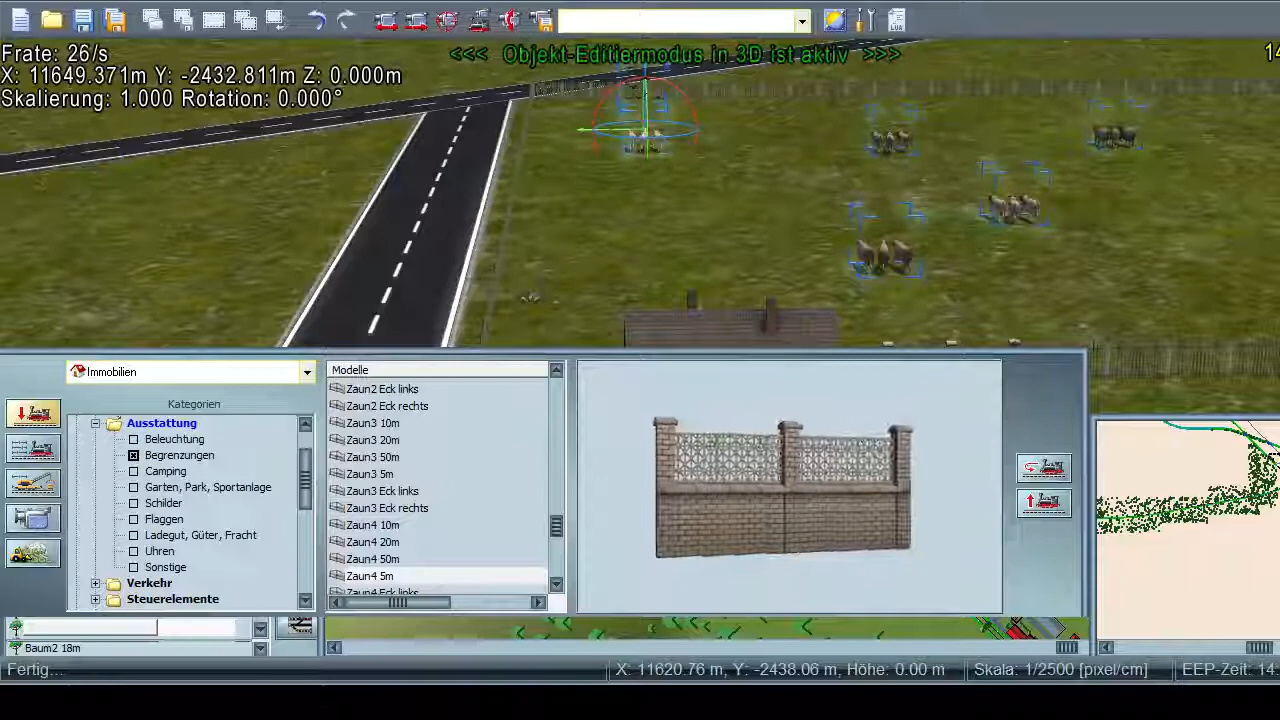 Frate: 26/s
<<< Objekt-Editiermodus in 3D ist aktiv >>>
14
X: 11649.371m Y: -2432.811m Z: 0.000m
Skalierung: 1.000 Rotation: 0.000°
Immobilien
Kategorien
Ausstattung
Beleuchtung
Begrenzungen
Camping
Garten, Park, Sportanlage
Schilder
Flaggen
Ladegut, Güter, Fracht
Uhren
Sonstige
Verkehr
Steuerelemente
Modelle
Zaun2 Eck links
Zaun2 Eck rechts
Zaun3 10m
Zaun3 20m
Zaun3 50m
Zaun3 5m
Zaun3 Eck links
Zaun3 Eck rechts
Zaun4 10m
Zaun4 20m
Zaun4 50m
Zaun4 5m
Zaun4 Eck links
Baum2 18m
Fertig...
X: 11620.76 m, Y: -2438.06 m, Höhe: 0.00 m
Skala: 1/2500 [pixel/cm]
EEP-Zeit: 14: